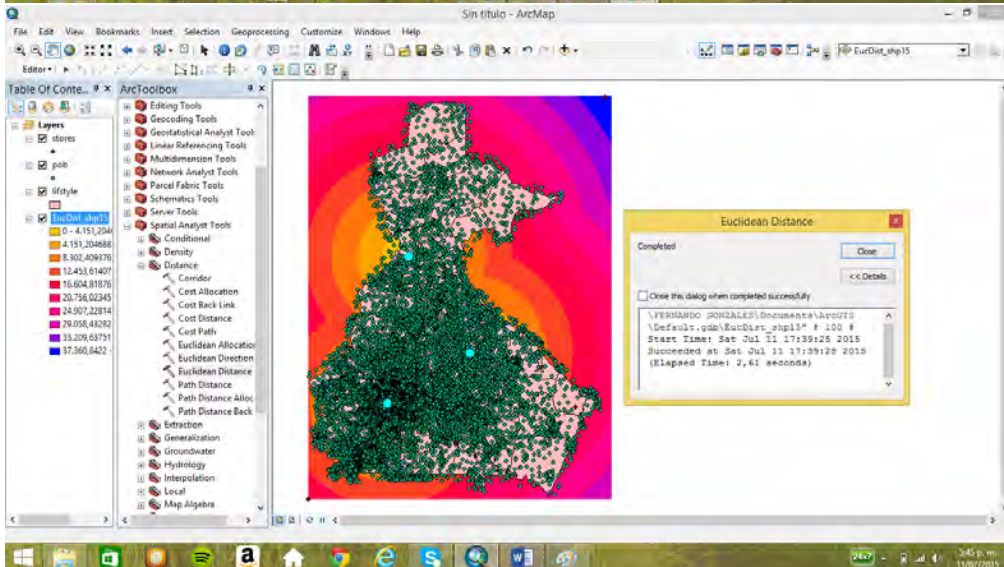 Sin título - ArcMap
File Edit View Bookmarks Insert Selection Geoprocessing Customize Windows Help
EucDist_shp15
Editor
Table Of Conte..
ArcToolbox
Layers
stores
pob
lifstyle
EucDist_shp15
0 - 4.151,204
4.151,204688
8.302,409376
12.453,61407
16.604,81876
20.756,02345
24.907,22814
29.058,43282
33.209,63751
37.360,8422 -
Editing Tools
Geocoding Tools
Geostatistical Analyst Tools
Linear Referencing Tools
Multidimension Tools
Network Analyst Tools
Parcel Fabric Tools
Schematics Tools
Server Tools
Spatial Analyst Tools
Conditional
Density
Distance
Corridor
Cost Allocation
Cost Back Link
Cost Distance
Cost Path
Euclidean Allocation
Euclidean Direction
Euclidean Distance
Path Distance
Path Distance Alloc
Path Distance Back
Extraction
Generalization
Groundwater
Hydrology
Interpolation
Local
Map Algebra
Euclidean Distance
Completed
Close
<< Details
Close this dialog when completed successfully
\FERNANDO GONZALES\Documents\ArcGIS
\Default.gdb\EucDist_shp15" # 100 #
Start Time: Sat Jul 11 17:39:25 2015
Succeeded at Sat Jul 11 17:39:28 2015
(Elapsed Time: 2,61 seconds)
24x7
5:45 p. m.
11/07/2015